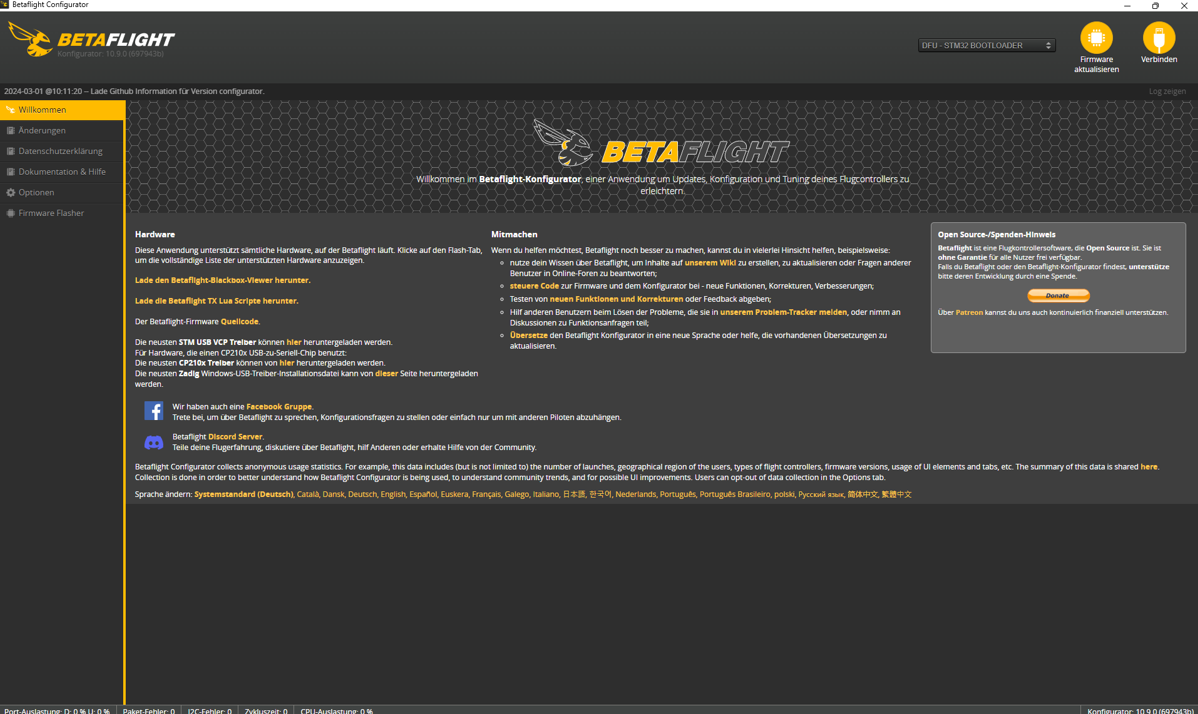 Betaflight Configurator
BETAFLIGHT
Konfigurator: 10.9.0 (697943b)
DFU - STM32 BOOTLOADER
Firmware
aktualisieren
Verbinden
2024-03-01 @10:11:20 -- Lade Github Information für Version configurator.
Log zeigen
Willkommen
Änderungen
Datenschutzerklärung
Dokumentation & Hilfe
Optionen
Firmware Flasher
BETAFLIGHT
Willkommen im Betaflight-Konfigurator, einer Anwendung um Updates, Konfiguration und Tuning deines Flugcontrollers zu
erleichtern.
Hardware
Diese Anwendung unterstützt sämtliche Hardware, auf der Betaflight läuft. Klicke auf den Flash-Tab,
um die vollständige Liste der unterstützten Hardware anzuzeigen.
Lade den Betaflight-Blackbox-Viewer herunter.
Lade die Betaflight TX Lua Scripte herunter.
Der Betaflight-Firmware Quellcode.
Die neusten STM USB VCP Treiber können hier heruntergeladen werden.
Für Hardware, die einen CP210x USB-zu-Seriell-Chip benutzt:
Die neusten CP210x Treiber können von hier heruntergeladen werden.
Die neusten Zadig Windows-USB-Treiber-Installationsdatei kann von dieser Seite heruntergeladen
werden.
Mitmachen
Wenn du helfen möchtest, Betaflight noch besser zu machen, kannst du in vielerlei Hinsicht helfen, beispielsweise:
nutze dein Wissen über Betaflight, um Inhalte auf unserem Wiki zu erstellen, zu aktualisieren oder Fragen anderer
Benutzer in Online-Foren zu beantworten;
steuere Code zur Firmware und dem Konfigurator bei - neue Funktionen, Korrekturen, Verbesserungen;
Testen von neuen Funktionen und Korrekturen oder Feedback abgeben;
Hilf anderen Benutzern beim Lösen der Probleme, die sie in unserem Problem-Tracker melden, oder nimm an
Diskussionen zu Funktionsanfragen teil;
Übersetze den Betaflight Konfigurator in eine neue Sprache oder helfe, die vorhandenen Übersetzungen zu
aktualisieren.
Open Source-/Spenden-Hinweis
Betaflight ist eine Flugkontrollersoftware, die Open Source ist. Sie ist
ohne Garantie für alle Nutzer frei verfügbar.
Falls du Betaflight oder den Betaflight-Konfigurator findest, unterstütze
bitte deren Entwicklung durch eine Spende.
Donate
Über Patreon kannst du uns auch kontinuierlich finanziell unterstützen.
Wir haben auch eine Facebook Gruppe.
Trete bei, um über Betaflight zu sprechen, Konfigurationsfragen zu stellen oder einfach nur um mit anderen Piloten abzuhängen.
Betaflight Discord Server.
Teile deine Flugerfahrung, diskutiere über Betaflight, hilf Anderen oder erhalte Hilfe von der Community.
Betaflight Configurator collects anonymous usage statistics. For example, this data includes (but is not limited to) the number of launches, geographical region of the users, types of flight controllers, firmware versions, usage of UI elements and tabs, etc. The summary of this data is shared here.
Collection is done in order to better understand how Betaflight Configurator is being used, to understand community trends, and for possible UI improvements. Users can opt-out of data collection in the Options tab.
Sprache ändern: Systemstandard (Deutsch), Català, Dansk, Deutsch, English, Español, Euskera, Français, Galego, Italiano, 日本語, 한국어, Nederlands, Português, Português Brasileiro, polski, Русский язык, 简体中文, 繁體中文
Port-Auslastung: D: 0 % U: 0 %
Paket-Fehler: 0
I2C-Fehler: 0
Zykluszeit: 0
CPU-Auslastung: 0 %
Konfigurator: 10.9.0 (697943b)